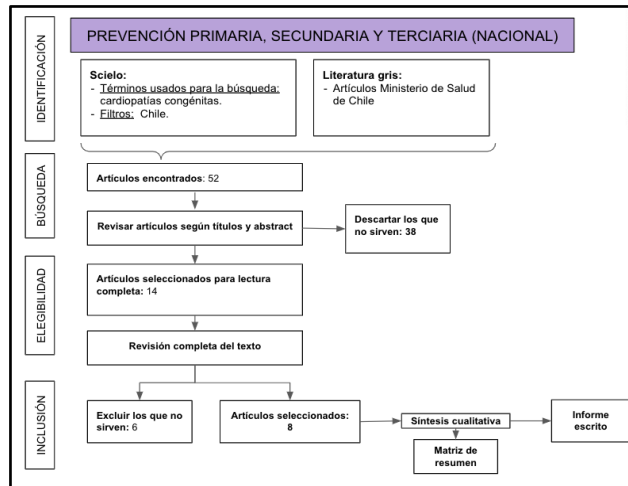 PREVENCIÓN PRIMARIA, SECUNDARIA Y TERCIARIA (NACIONAL)
IDENTIFICACIÓN
Scielo:
- Términos usados para la búsqueda:
cardiopatías congénitas.
- Filtros: Chile.
Literatura gris:
- Artículos Ministerio de Salud
de Chile
BÚSQUEDA
Artículos encontrados: 52
Revisar artículos según títulos y abstract
Descartar los que
no sirven: 38
ELEGIBILIDAD
Artículos seleccionados para lectura
completa: 14
Revisión completa del texto
INCLUSIÓN
Excluir los que no
sirven: 6
Artículos seleccionados:
8
Síntesis cualitativa
Informe
escrito
Matriz de
resumen